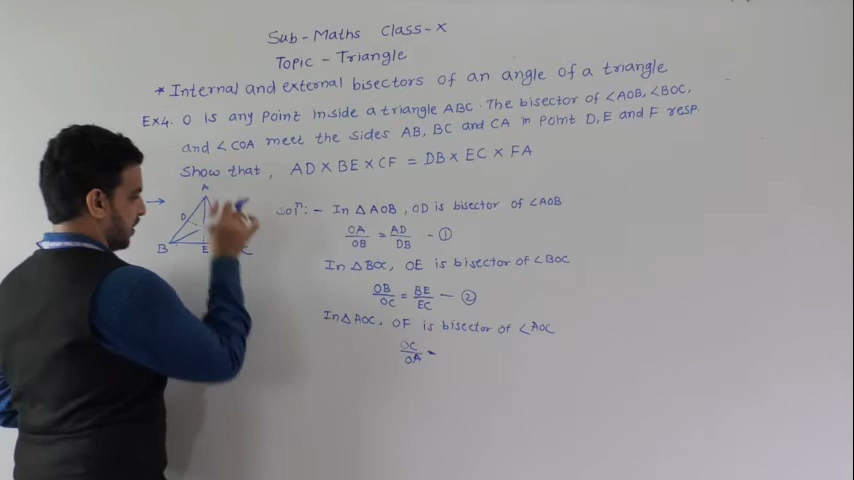 Sub - Maths Class - X
Topic - Triangle
* Internal and external bisectors of an angle of a triangle
Ex4. O is any point inside a triangle ABC. The bisector of ∠AOB, ∠BOC,
and ∠COA meet the sides AB, BC and CA in point D, E and F resp.
Show that, AD × BE × CF = DB × EC × FA
→ A
D
B E C
Solⁿ: - In △AOB, OD is bisector of ∠AOB
OA/OB = AD/DB - ①
In △BOC, OE is bisector of ∠BOC
OB/OC = BE/EC - ②
In △AOC, OF is bisector of ∠AOC
OC/OA =